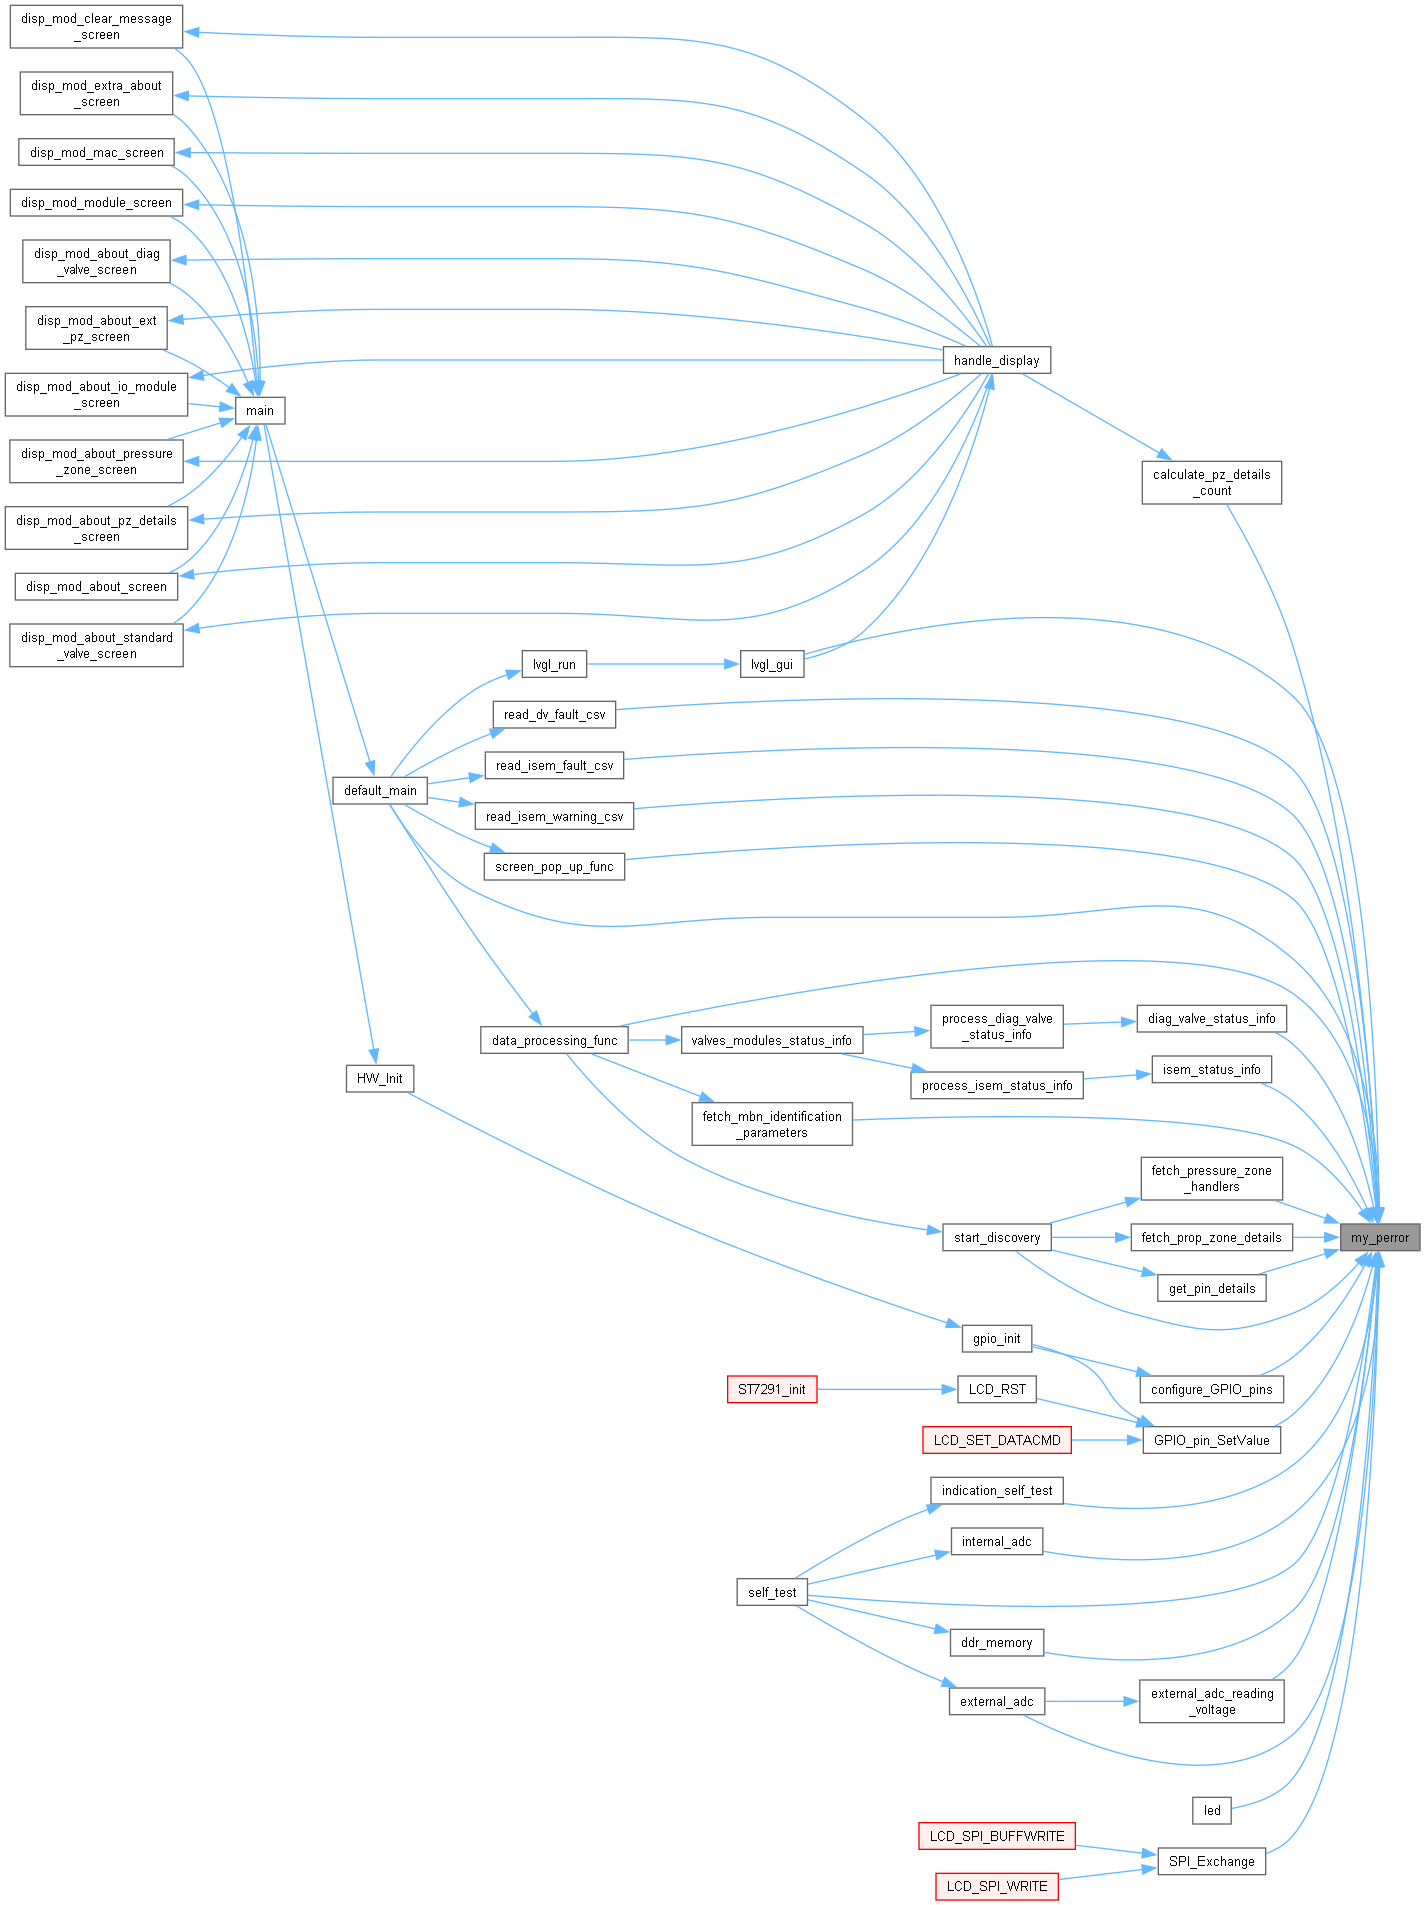 disp_mod_clear_message
_screen
disp_mod_extra_about
_screen
disp_mod_mac_screen
disp_mod_module_screen
disp_mod_about_diag
_valve_screen
disp_mod_about_ext
_pz_screen
disp_mod_about_io_module
_screen
disp_mod_about_pressure
_zone_screen
disp_mod_about_pz_details
_screen
disp_mod_about_screen
disp_mod_about_standard
_valve_screen
main
default_main
HW_Init
lvgl_run
read_dv_fault_csv
read_isem_fault_csv
read_isem_warning_csv
screen_pop_up_func
data_processing_func
lvgl_gui
valves_modules_status_info
fetch_mbn_identification
_parameters
ST7291_init
self_test
handle_display
process_diag_valve
_status_info
process_isem_status_info
start_discovery
gpio_init
LCD_RST
LCD_SET_DATACMD
indication_self_test
internal_adc
ddr_memory
external_adc
LCD_SPI_BUFFWRITE
LCD_SPI_WRITE
calculate_pz_details
_count
diag_valve_status_info
isem_status_info
fetch_pressure_zone
_handlers
fetch_prop_zone_details
get_pin_details
configure_GPIO_pins
GPIO_pin_SetValue
external_adc_reading
_voltage
led
SPI_Exchange
my_perror